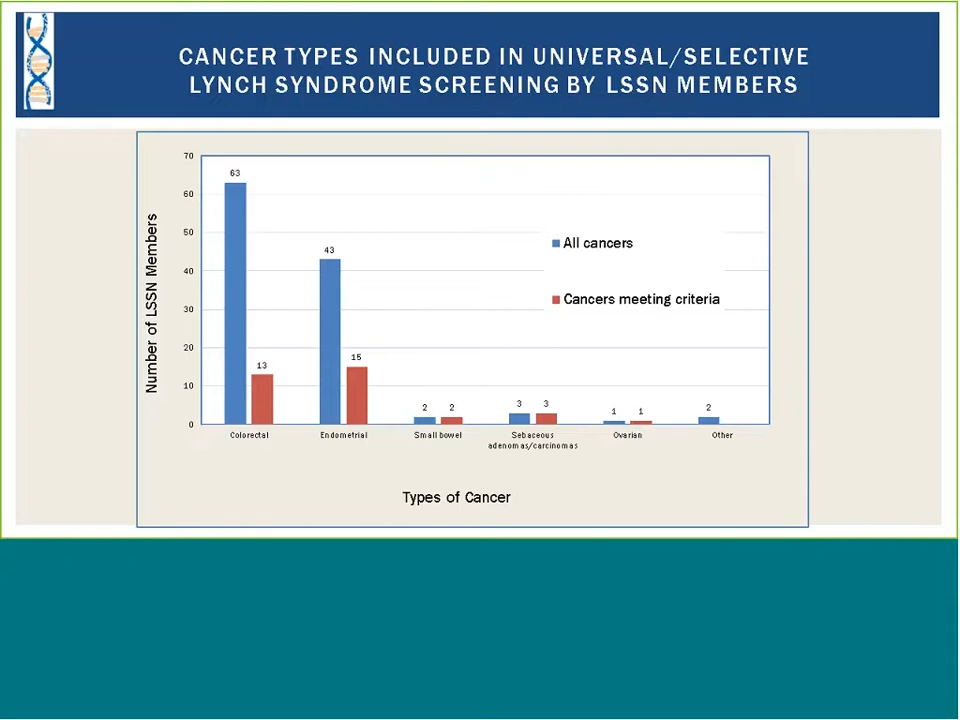 CANCER TYPES INCLUDED IN UNIVERSAL/SELECTIVE
LYNCH SYNDROME SCREENING BY LSSN MEMBERS
Number of LSSN Members
70
60
50
40
30
20
10
0
63
13
43
15
2
2
3
3
1
1
2
All cancers
Cancers meeting criteria
Colorectal
Endometrial
Small bowel
Sebaceous
adenomas/carcinomas
Ovarian
Other
Types of Cancer